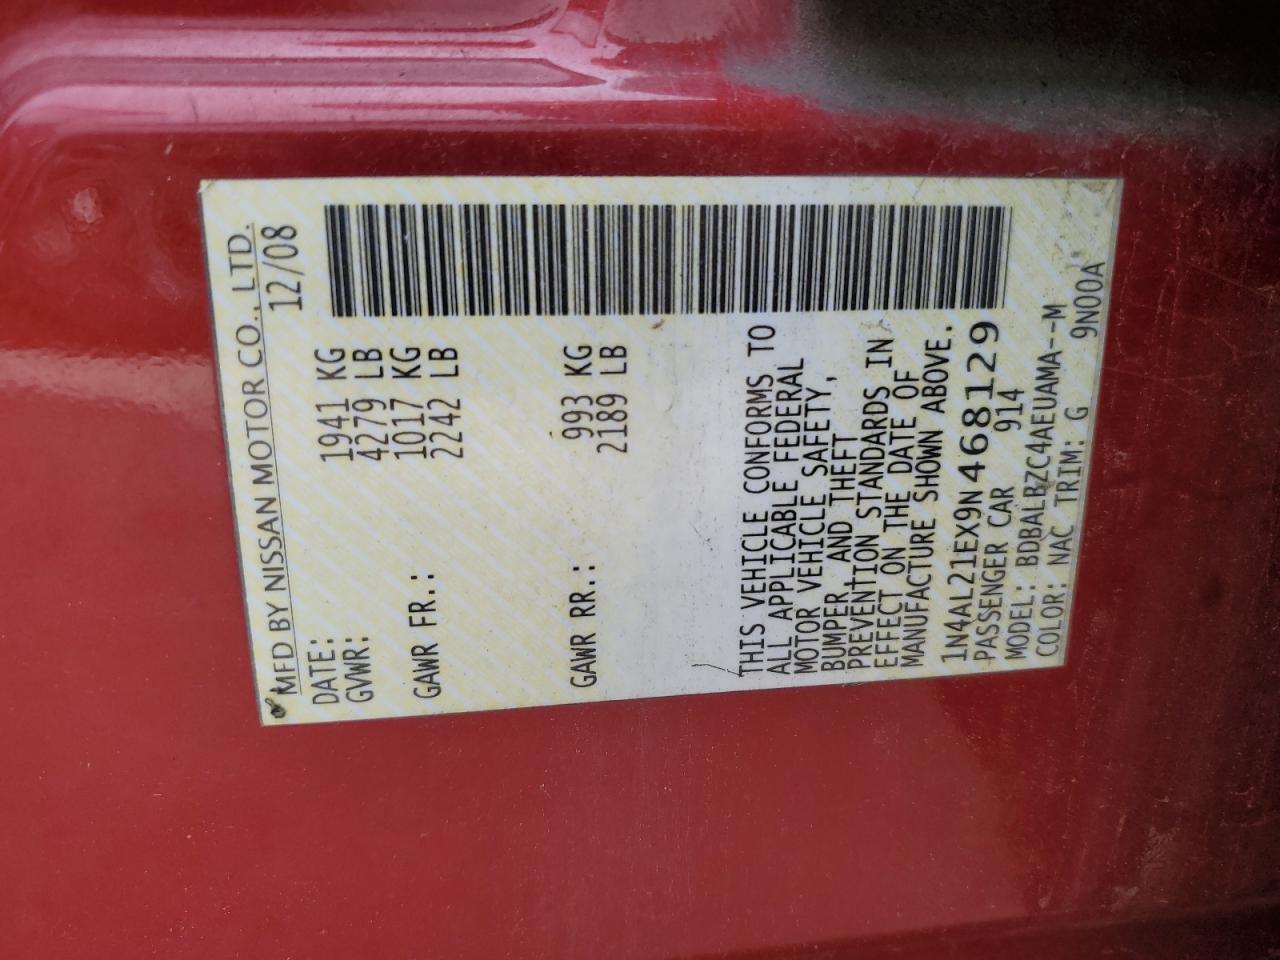 MFD BY NISSAN MOTOR CO., LTD.
DATE: 12/08
GVWR: 1941 KG
4279 LB
GAWR FR.: 1017 KG
2242 LB
GAWR RR.: 993 KG
2189 LB
THIS VEHICLE CONFORMS TO
ALL APPLICABLE FEDERAL
MOTOR VEHICLE SAFETY,
BUMPER AND THEFT
PREVENTION STANDARDS IN
EFFECT ON THE DATE OF
MANUFACTURE SHOWN ABOVE.
1N4AL21EX9N468129
PASSENGER CAR 914
MODEL: BDBALBZC4AEUAMA--M
COLOR: NAC TRIM: G 9N00A